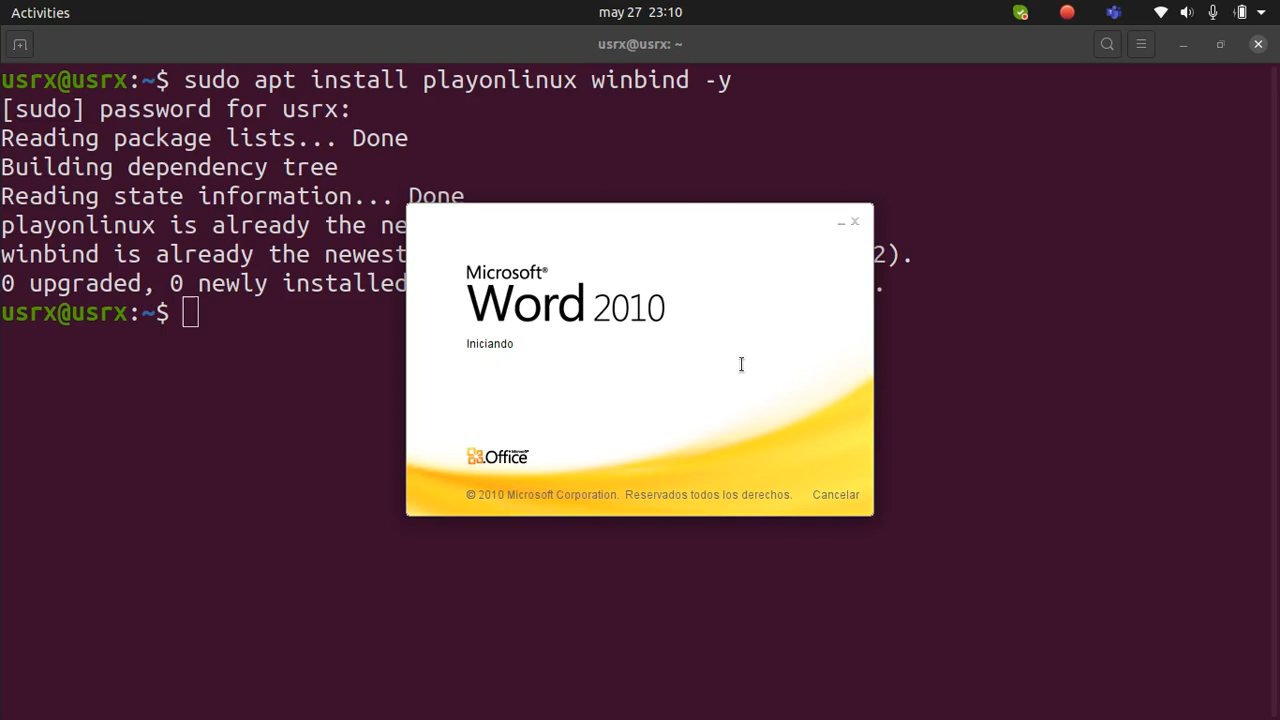 Activities
may 27 23:10
usrx@usrx: ~
usrx@usrx:~$ sudo apt install playonlinux winbind -y
[sudo] password for usrx:
Reading package lists... Done
Building dependency tree
Reading state information... Done
playonlinux is already the ne
winbind is already the newest 2).
0 upgraded, 0 newly installed .
usrx@usrx:~$
Microsoft®
Word 2010
Iniciando
Office
© 2010 Microsoft Corporation. Reservados todos los derechos. Cancelar